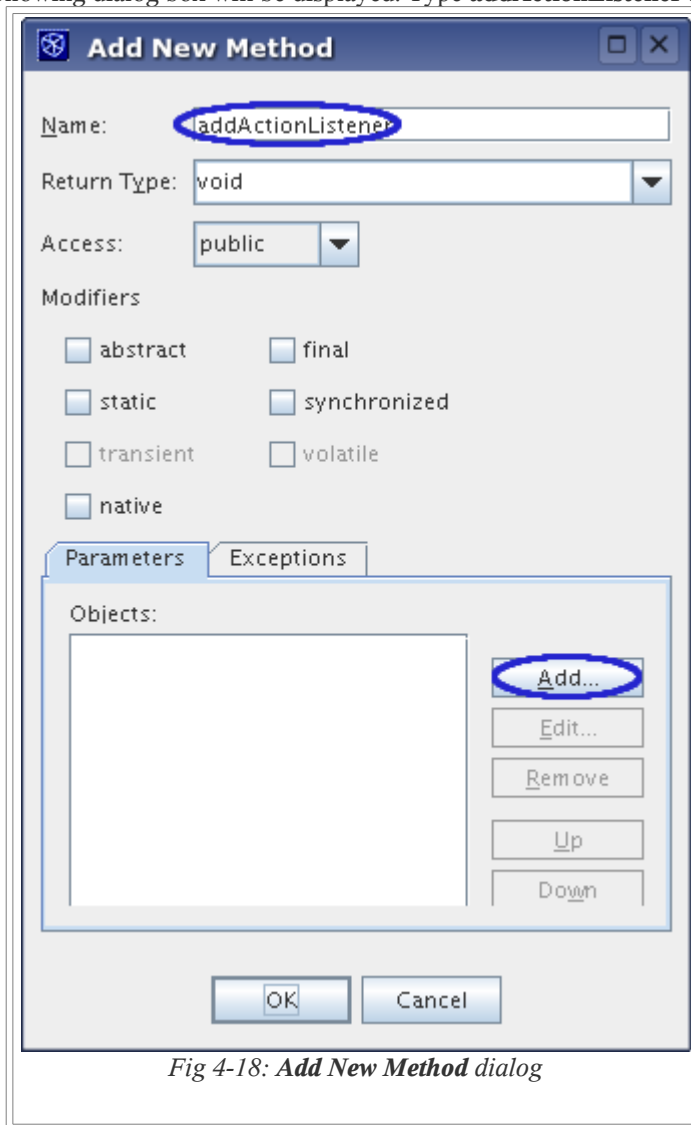 Add New Method
Name: addActionListener
Return Type: void
Access: public
Modifiers
abstract final
static synchronized
transient volatile
native
Parameters Exceptions
Objects:
Add...
Edit...
Remove
Up
Down
OK Cancel
Fig 4-18: Add New Method dialog